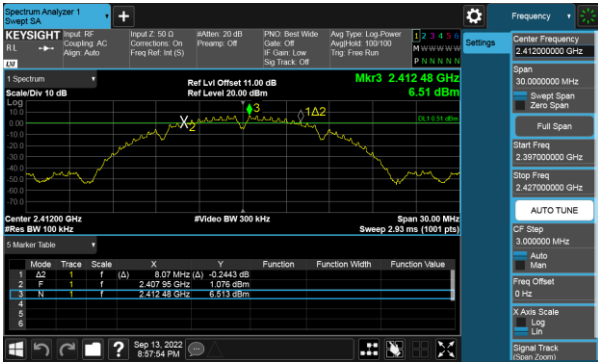 Spectrum Analyzer 1
Swept SA
+
Frequency
KEYSIGHT
RL
Input: RF
Coupling: AC
Align: Auto
Input Z: 50 Ω
Corrections: On
Freq Ref: Int (S)
#Atten: 20 dB
Preamp: Off
PNO: Best Wide
Gate: Off
IF Gain: Low
Sig Track: Off
Avg Type: Log-Power
Avg|Hold: 100/100
Trig: Free Run
1 2 3 4 5 6
M W W W W W
P N N N N N
Settings
Center Frequency
2.412000000 GHz
Span
30.0000000 MHz
Swept Span
Zero Span
Full Span
Start Freq
2.397000000 GHz
Stop Freq
2.427000000 GHz
AUTO TUNE
CF Step
3.000000 MHz
Auto
Man
Freq Offset
0 Hz
X Axis Scale
Log
Lin
Signal Track
(Span Zoom)
1 Spectrum
Scale/Div 10 dB
Ref Lvl Offset 11.00 dB
Ref Level 20.00 dBm
Mkr3 2.412 48 GHz
6.51 dBm
Log
10.0
0.00
-10.0
-20.0
-30.0
-40.0
-50.0
-60.0
-70.0
X2
3
1Δ2
DL1 0.51 dBm
Center 2.41200 GHz
#Res BW 100 kHz
#Video BW 300 kHz
Span 30.00 MHz
Sweep 2.93 ms (1001 pts)
5 Marker Table
Mode Trace Scale X Y Function Function Width Function Value
1 Δ2 1 f (Δ) 8.07 MHz (Δ) -0.2443 dB
2 F 1 f 2.407 95 GHz 1.076 dBm
3 N 1 f 2.412 48 GHz 6.513 dBm
4
5
6
?
Sep 13, 2022
8:57:54 PM